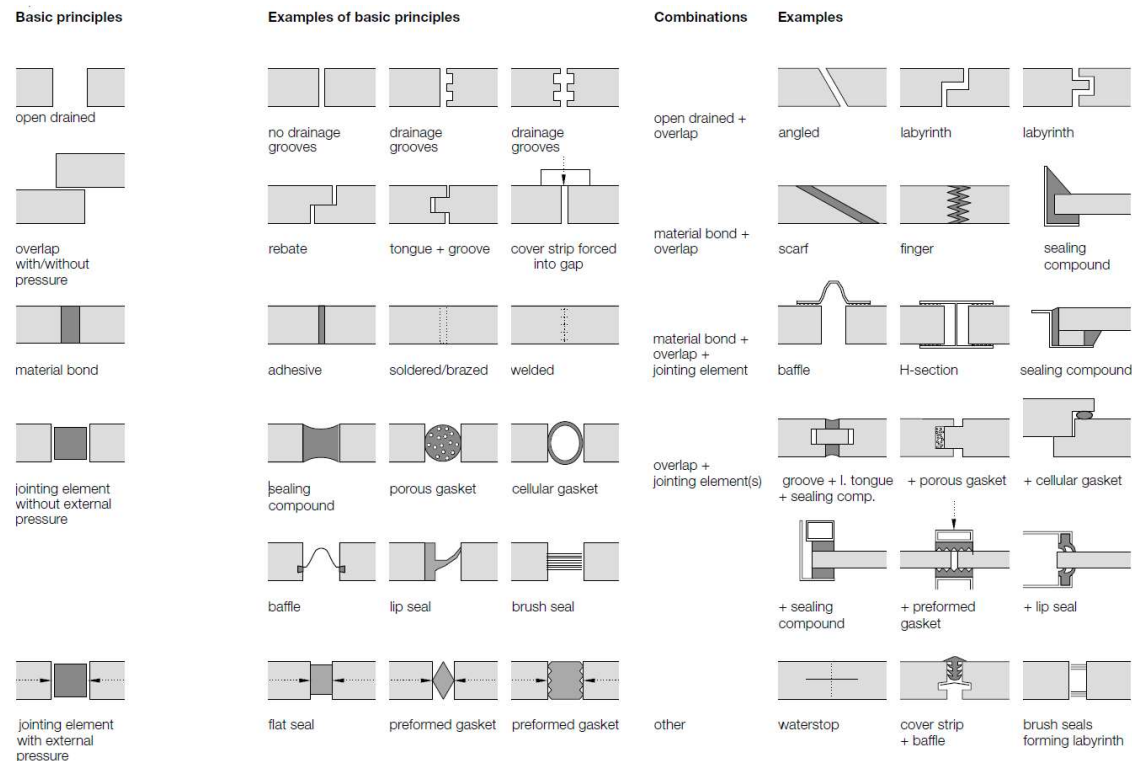 Basic principles
Examples of basic principles
Combinations
Examples
open drained
no drainage
grooves
drainage
grooves
drainage
grooves
open drained +
overlap
angled
labyrinth
labyrinth
overlap
with/without
pressure
rebate
tongue + groove
cover strip forced
into gap
material bond +
overlap
scarf
finger
sealing
compound
material bond
adhesive
soldered/brazed
welded
material bond +
overlap +
jointing element
baffle
H-section
sealing compound
jointing element
without external
pressure
sealing
compound
porous gasket
cellular gasket
overlap +
jointing element(s)
groove + l. tongue
+ sealing comp.
+ porous gasket
+ cellular gasket
baffle
lip seal
brush seal
+ sealing
compound
+ preformed
gasket
+ lip seal
jointing element
with external
pressure
flat seal
preformed gasket
preformed gasket
other
waterstop
cover strip
+ baffle
brush seals
forming labyrinth